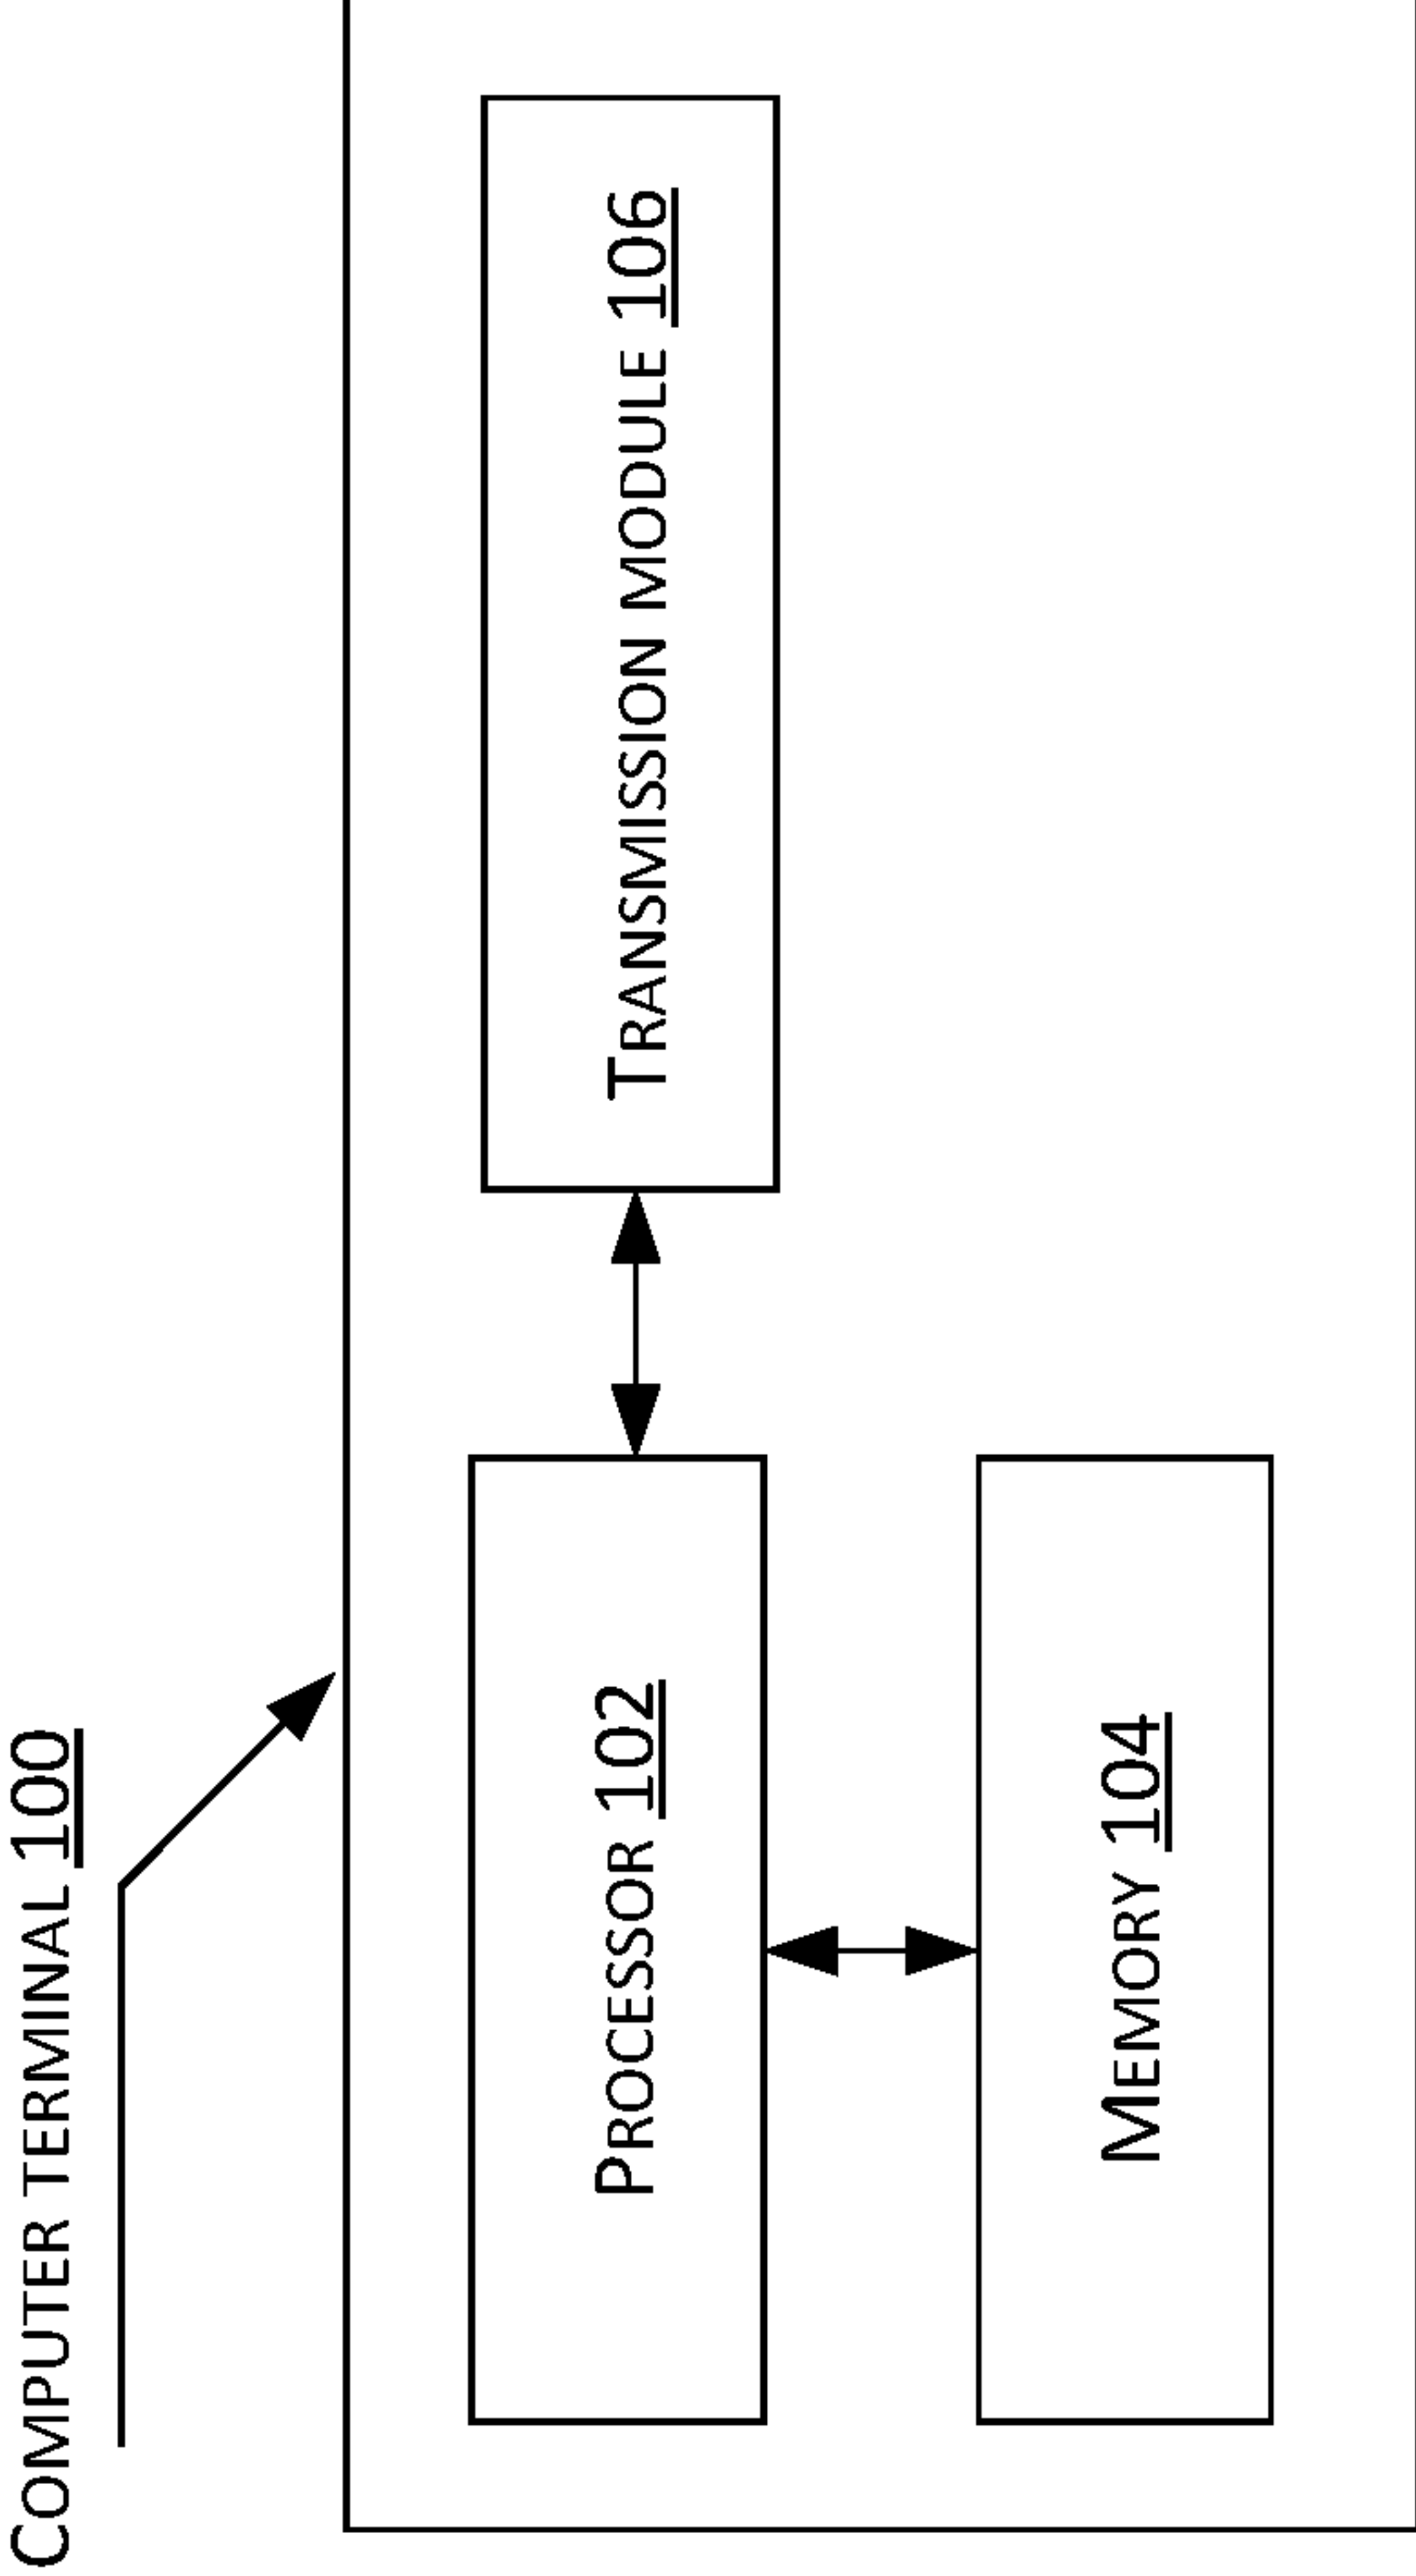 COMPUTER TERMINAL 100
PROCESSOR 102
TRANSMISSION MODULE 106
MEMORY 104